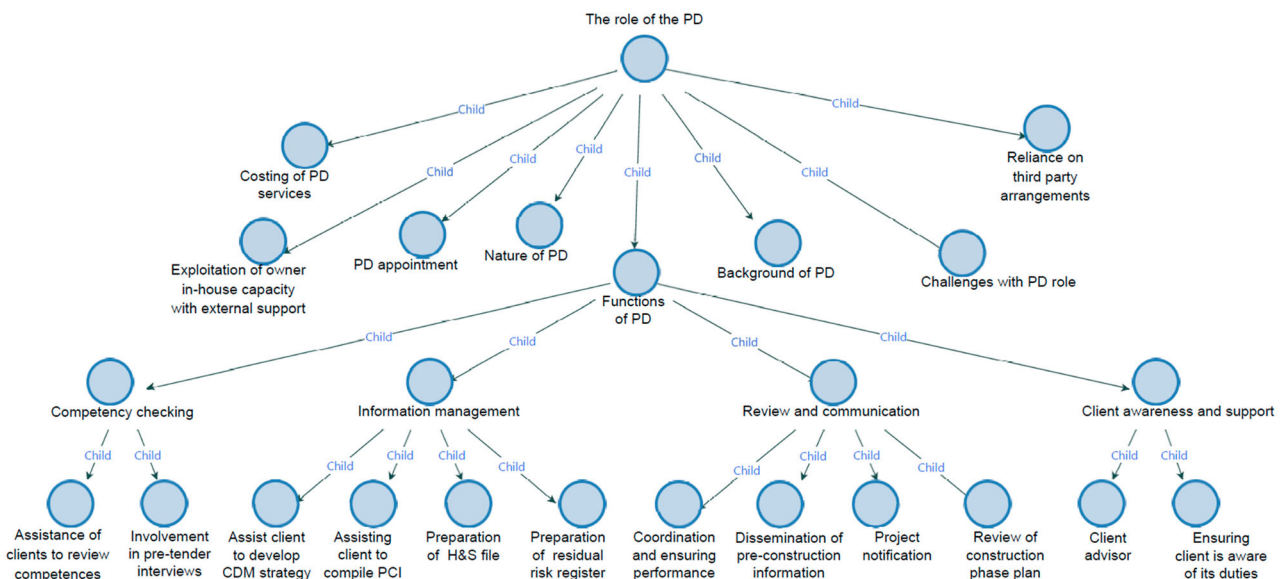 The role of the PD
Child
Child
Child
Child
Child
Child
Child
Child
Costing of PD
services
Reliance on
third party
arrangements
Exploitation of owner
in-house capacity
with external support
PD appointment
Nature of PD
Background of PD
Challenges with PD role
Functions
of PD
Child
Child
Child
Child
Competency checking
Information management
Review and communication
Client awareness and support
Child
Child
Child
Child
Child
Child
Child
Child
Child
Child
Child
Child
Assistance of
clients to review
competences
Involvement
in pre-tender
interviews
Assist client
to develop
CDM strategy
Assisting
client to
compile PCI
Preparation
of H&S file
Preparation
of residual
risk register
Coordination
and ensuring
performance
Dissemination of
pre-construction
information
Project
notification
Review of
construction
phase plan
Client
advisor
Ensuring
client is aware
of its duties